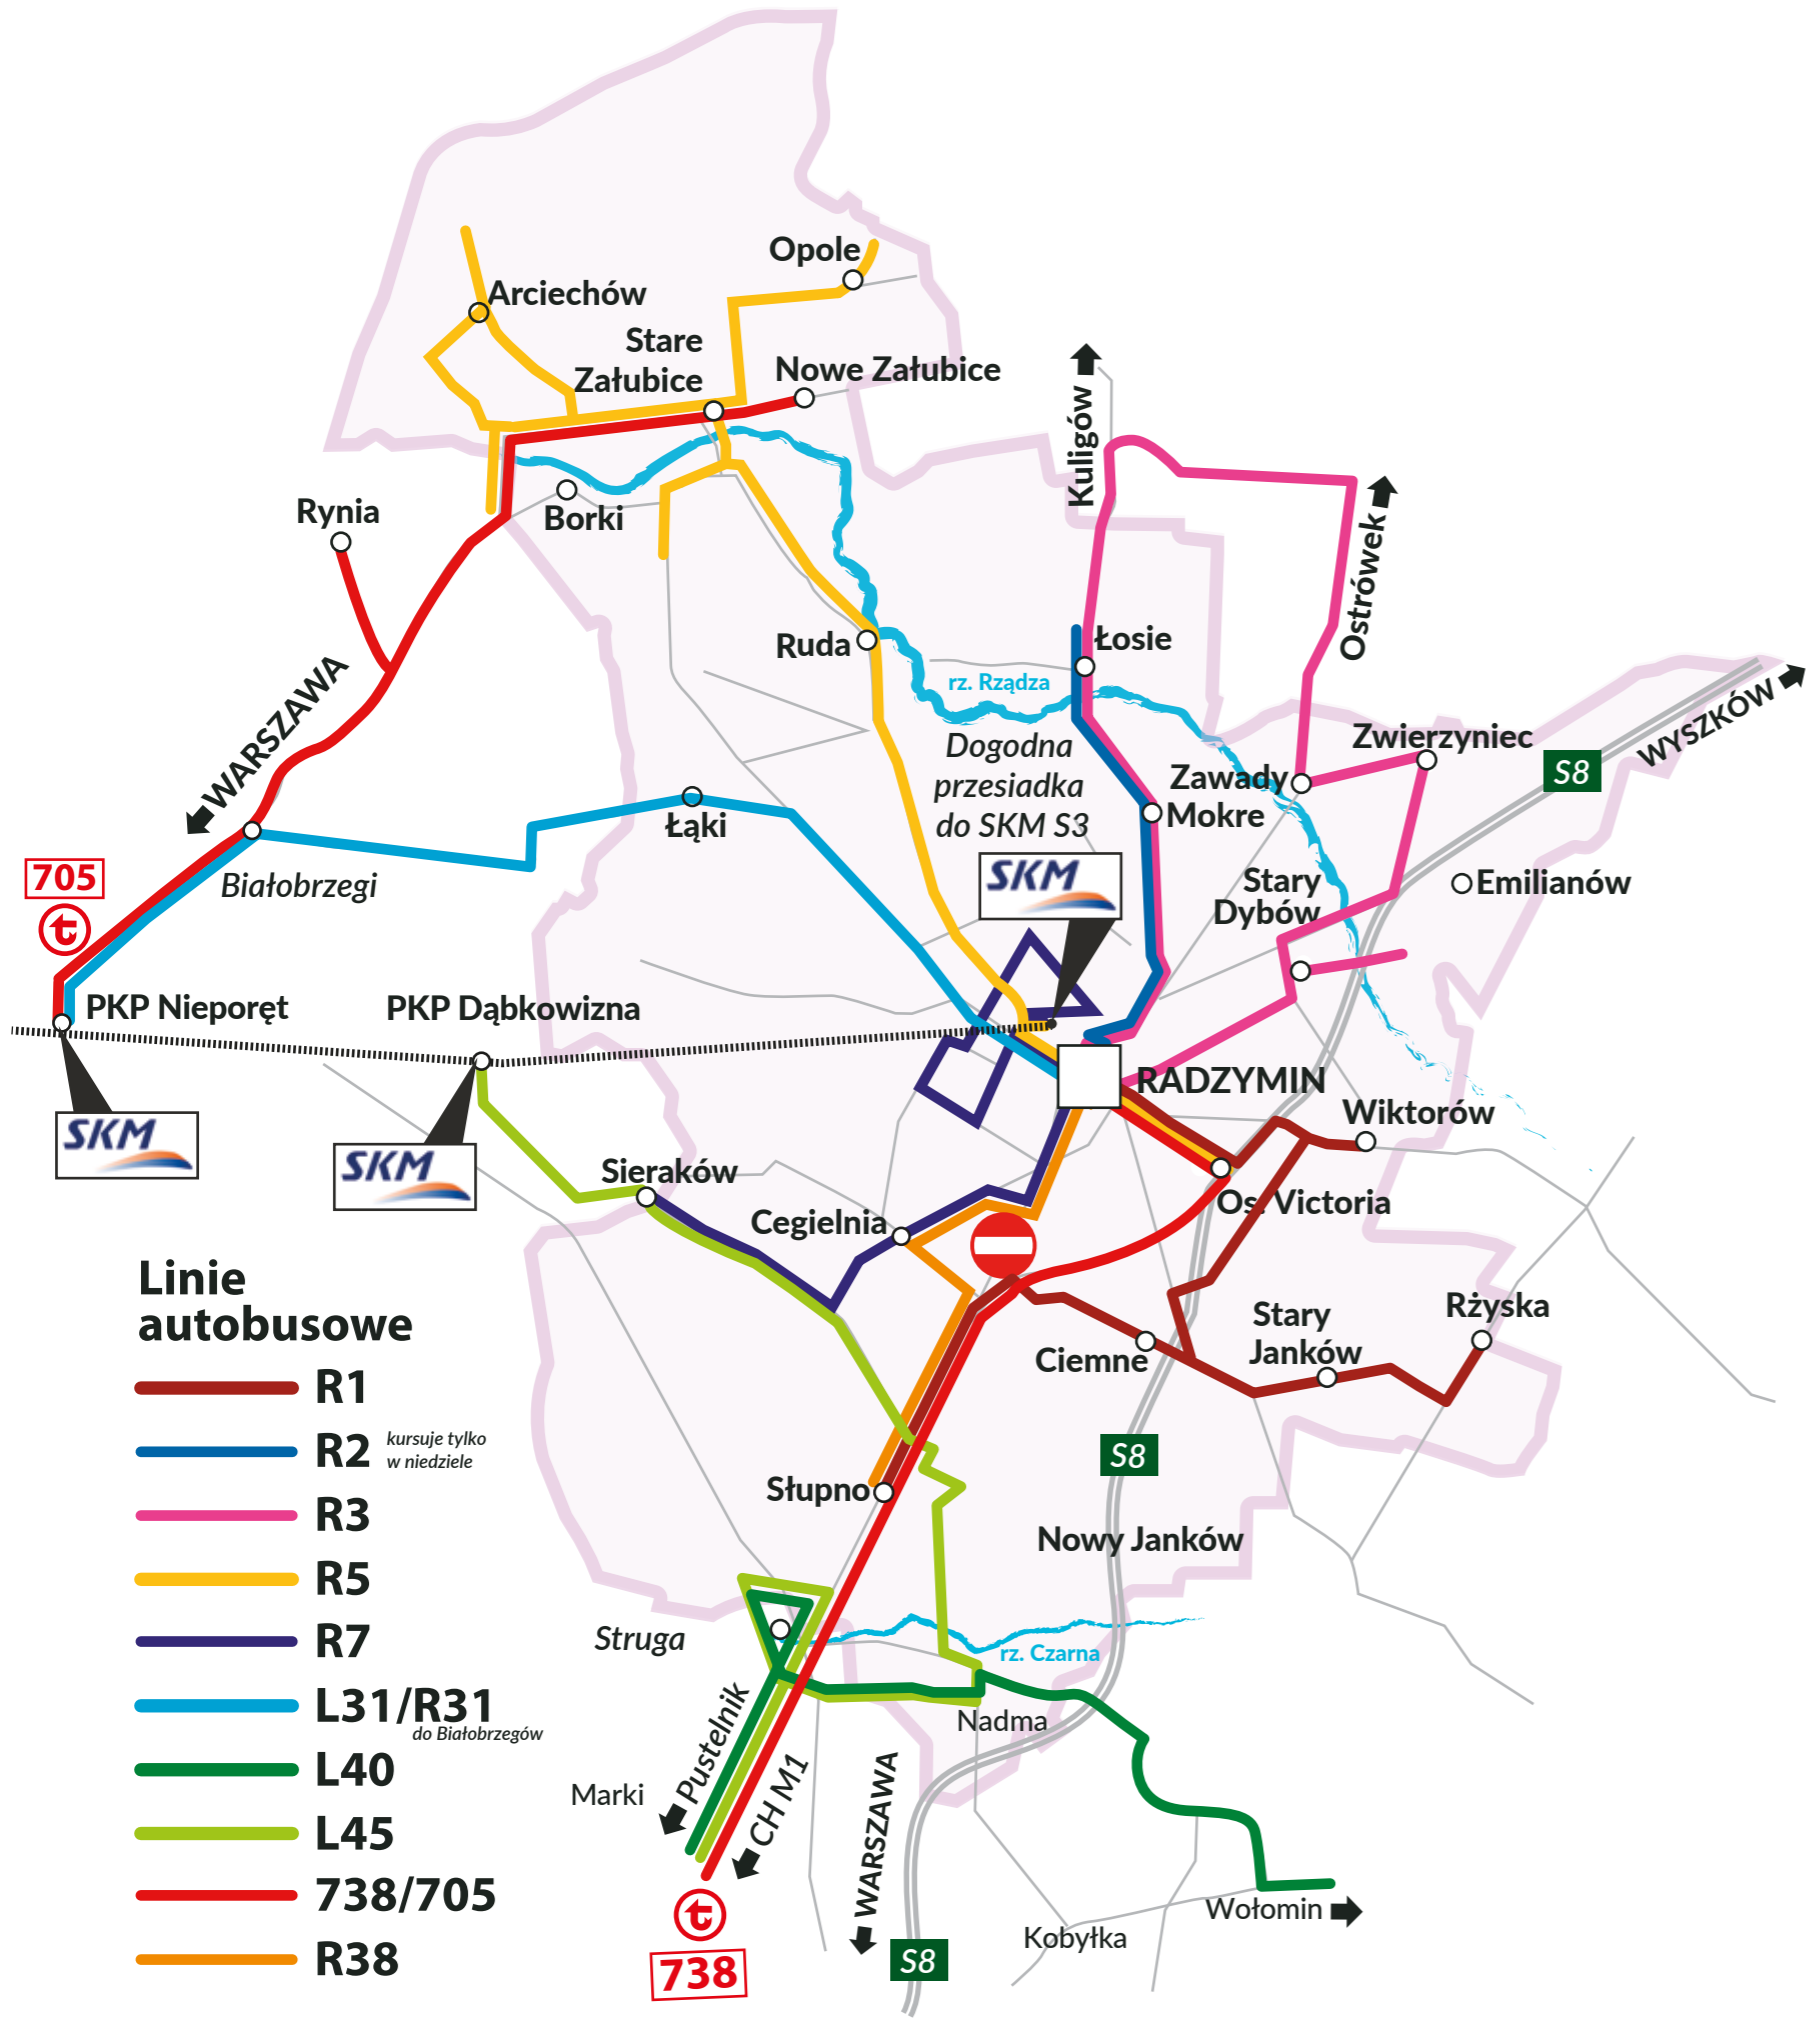 Opole
Arciechów
Stare
Załubice
Nowe Załubice
Kuligów
Ostrówek
Rynia
Borki
Ruda
Łosie
rz. Rządza
WARSZAWA
WYSZKÓW
Dogodna
przesiadka
do SKM S3
Zwierzyniec
S8
Zawady
Mokre
Łąki
SKM
705
Białobrzegi
Stary
Dybów
Emilianów
PKP Nieporęt
PKP Dąbkowizna
RADZYMIN
Wiktorów
SKM
SKM
Sieraków
Cegielnia
Os. Victoria
Linie
autobusowe
R1
R2 kursuje tylko
w niedziele
R3
R5
R7
L31/R31
do Białobrzegów
L40
L45
738/705
R38
Stary
Janków
Rżyska
Ciemne
S8
Słupno
Nowy Janków
Struga
rz. Czarna
Nadma
Pustelnik
Marki
CH M1
WARSZAWA
Wołomin
Kobyłka
S8
t
738
t